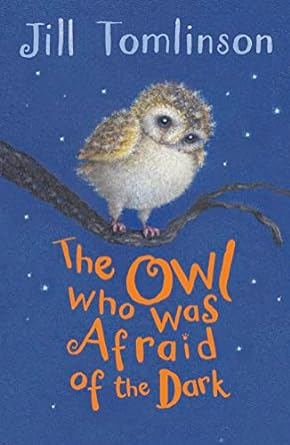 Jill Tomlinson
The Owl
who was
Afraid
of the Dark